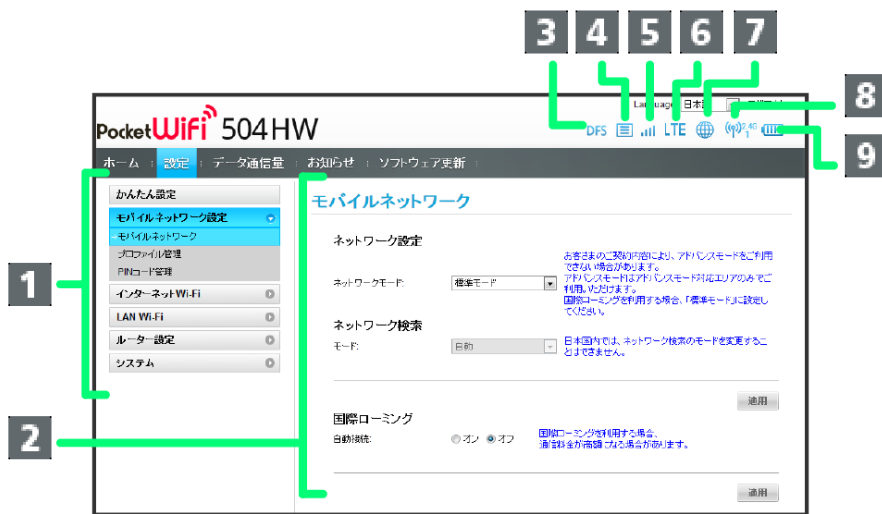 3 4 5 6 7
8
9
1
2
Language: 日本語
PocketWiFi 504HW
DFS LTE 2.4G 1
ホーム 設定 データ通信量 お知らせ ソフトウェア更新
かんたん設定
モバイルネットワーク設定
モバイルネットワーク
プロファイル管理
PINコード管理
インターネットWi-Fi
LAN Wi-Fi
ルーター設定
システム
モバイルネットワーク
ネットワーク設定
ネットワークモード: 標準モード
お客さまのご契約内容により、アドバンスモードをご利用
できない場合があります。
アドバンスモードはアドバンスモード対応エリアのみでご
利用いただけます。
国際ローミングを利用する場合、「標準モード」に設定し
てください。
ネットワーク検索
モード: 自動
日本国内では、ネットワーク検索のモードを変更するこ
とはできません。
適用
国際ローミング
自動接続: オン オフ
国際ローミングを利用する場合、
通信料金が高額になる場合があります。
適用